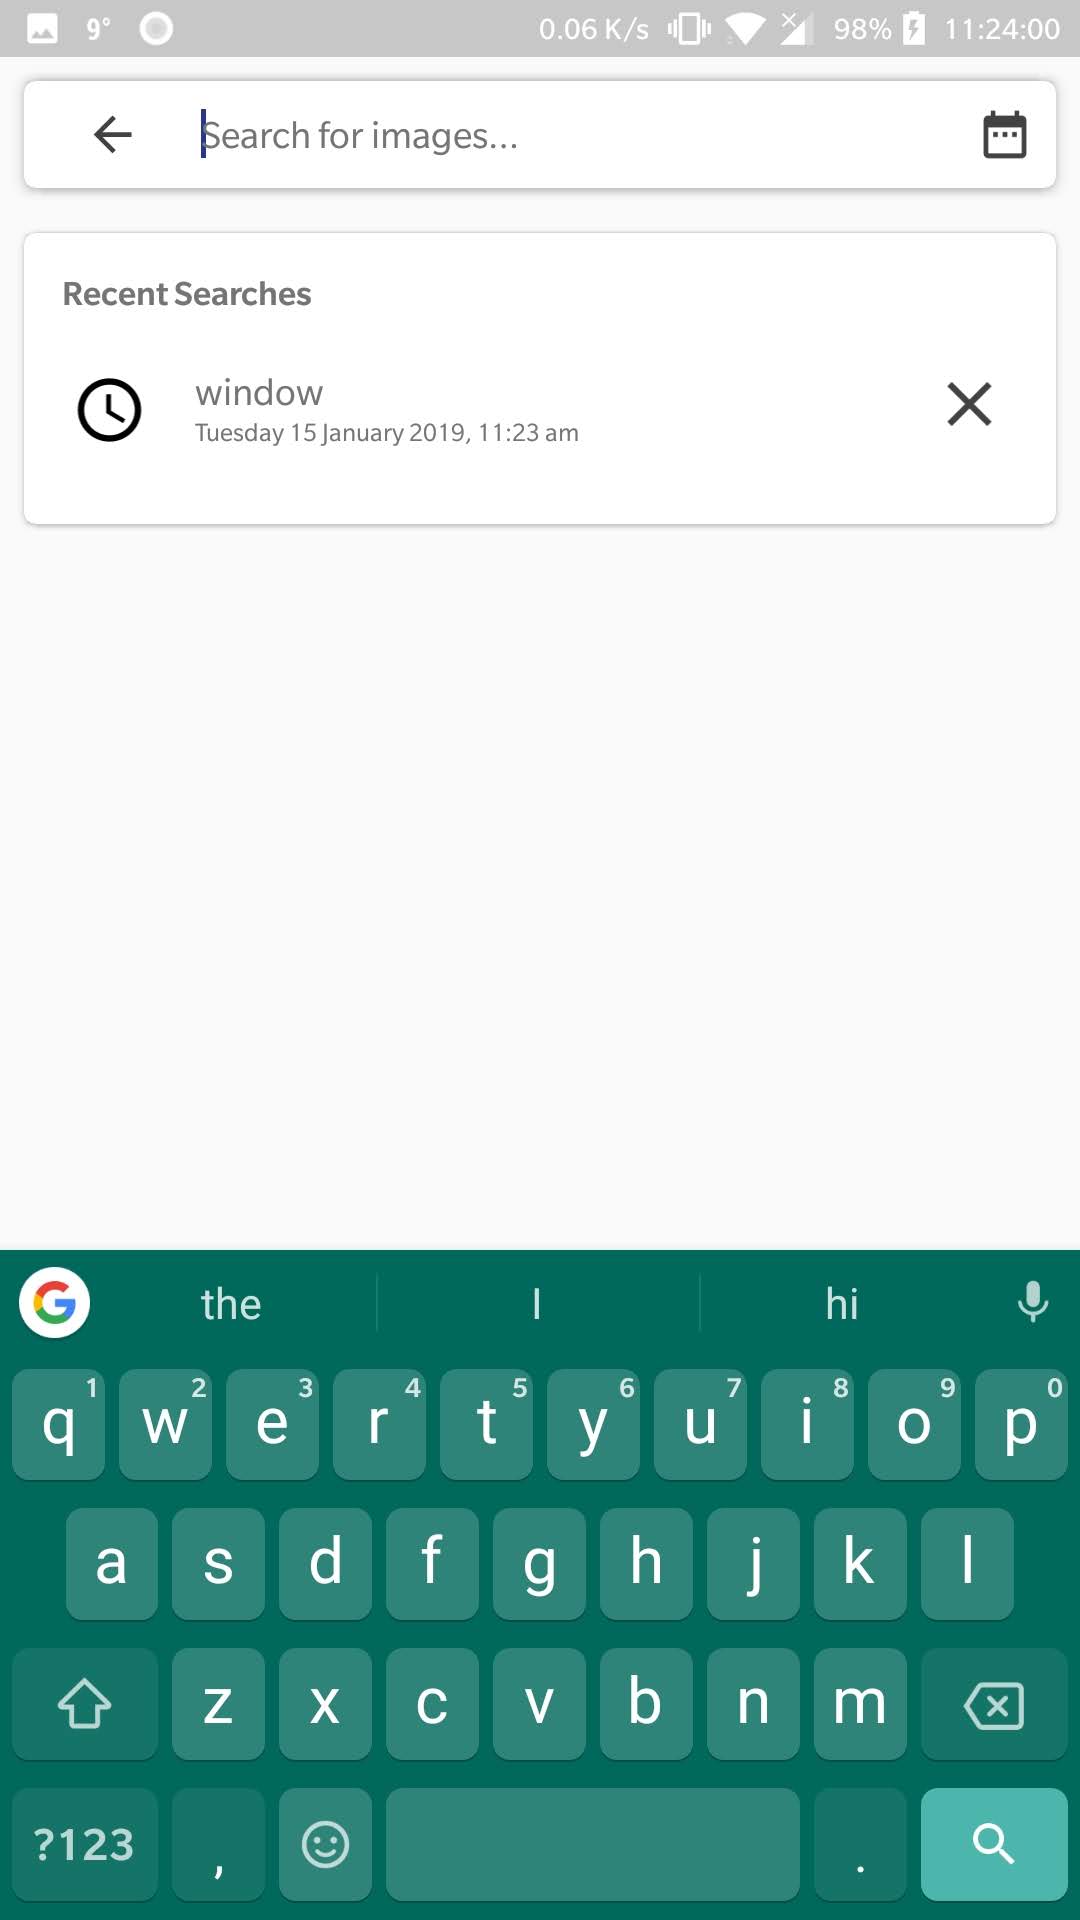 9° 0.06 K/s 98% 11:24:00
Search for images...
Recent Searches
window
Tuesday 15 January 2019, 11:23 am
the I hi
q1 w2 e3 r4 t5 y6 u7 i8 o9 p0
a s d f g h j k l
z x c v b n m
?123 , .